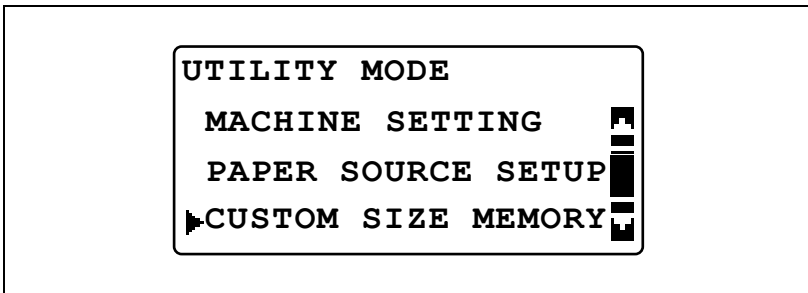 UTILITY MODE
MACHINE SETTING
PAPER SOURCE SETUP
CUSTOM SIZE MEMORY